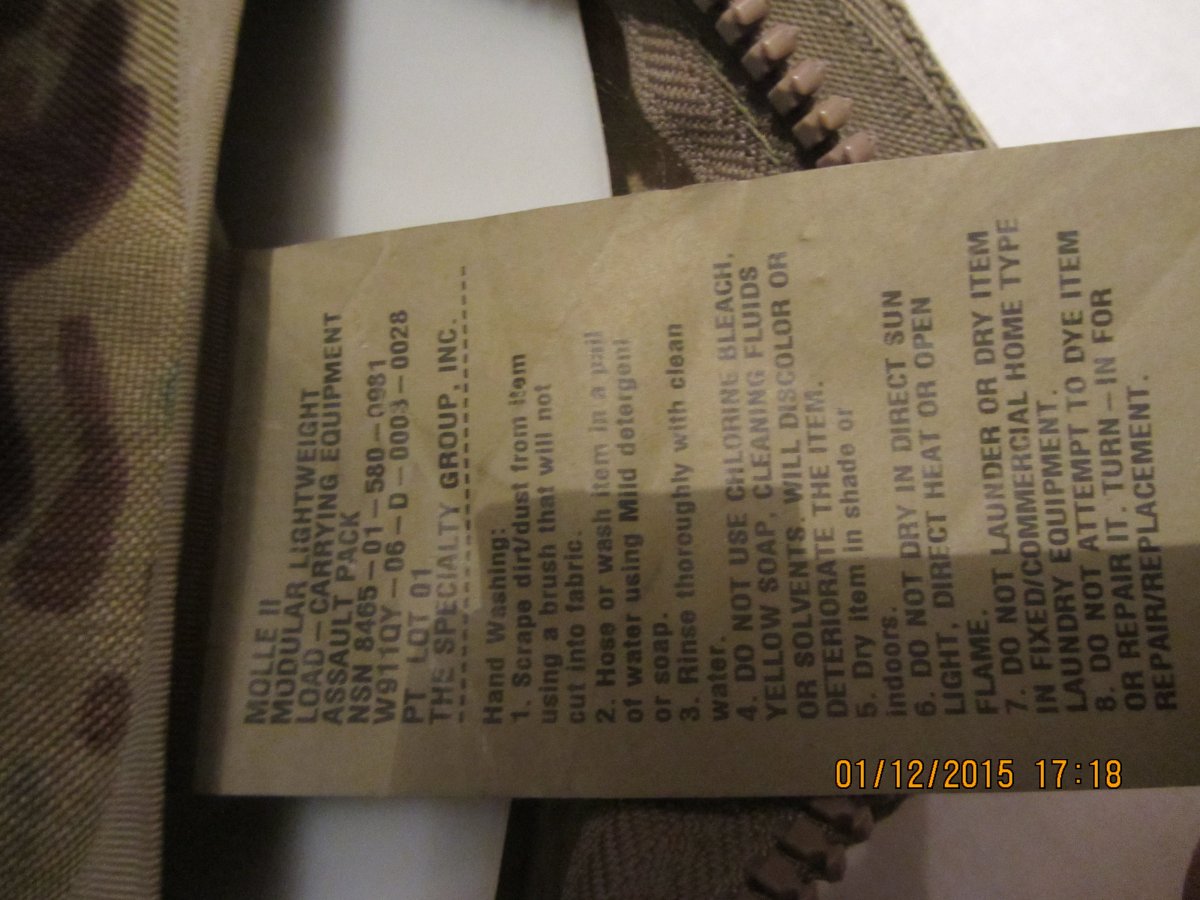 MOLLE II
MODULAR LIGHTWEIGHT
LOAD-CARRYING EQUIPMENT
ASSAULT PACK
NSN 8465-01-580-0981
W911QY-06-D-0003-0028
PT LOT 01
THE SPECIALTY GROUP, INC.
Hand Washing:
1. Scrape dirt/dust from item
using a brush that will not
cut into fabric.
2. Hose or wash item in a pail
of water using Mild detergent
or soap.
3. Rinse thoroughly with clean
water.
4. DO NOT USE CHLORINE BLEACH,
YELLOW SOAP, CLEANING FLUIDS
OR SOLVENTS. WILL DISCOLOR OR
DETERIORATE THE ITEM.
5. Dry item in shade or
indoors.
6. DO NOT DRY IN DIRECT SUN
LIGHT, DIRECT HEAT OR OPEN
FLAME.
7. DO NOT LAUNDER OR DRY ITEM
IN FIXED/COMMERCIAL HOME TYPE
LAUNDRY EQUIPMENT.
8. DO NOT ATTEMPT TO DYE ITEM
OR REPAIR IT. TURN-IN FOR
REPAIR/REPLACEMENT.
01/12/2015 17:18